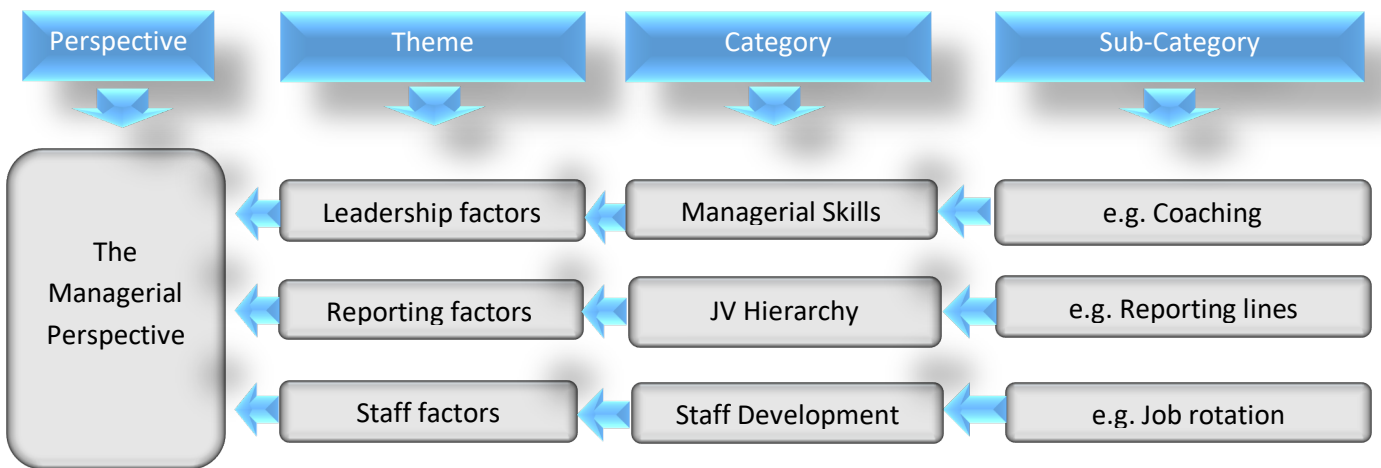 Perspective
Theme
Category
Sub-Category
The
Managerial
Perspective
Leadership factors
Managerial Skills
e.g. Coaching
Reporting factors
JV Hierarchy
e.g. Reporting lines
Staff factors
Staff Development
e.g. Job rotation